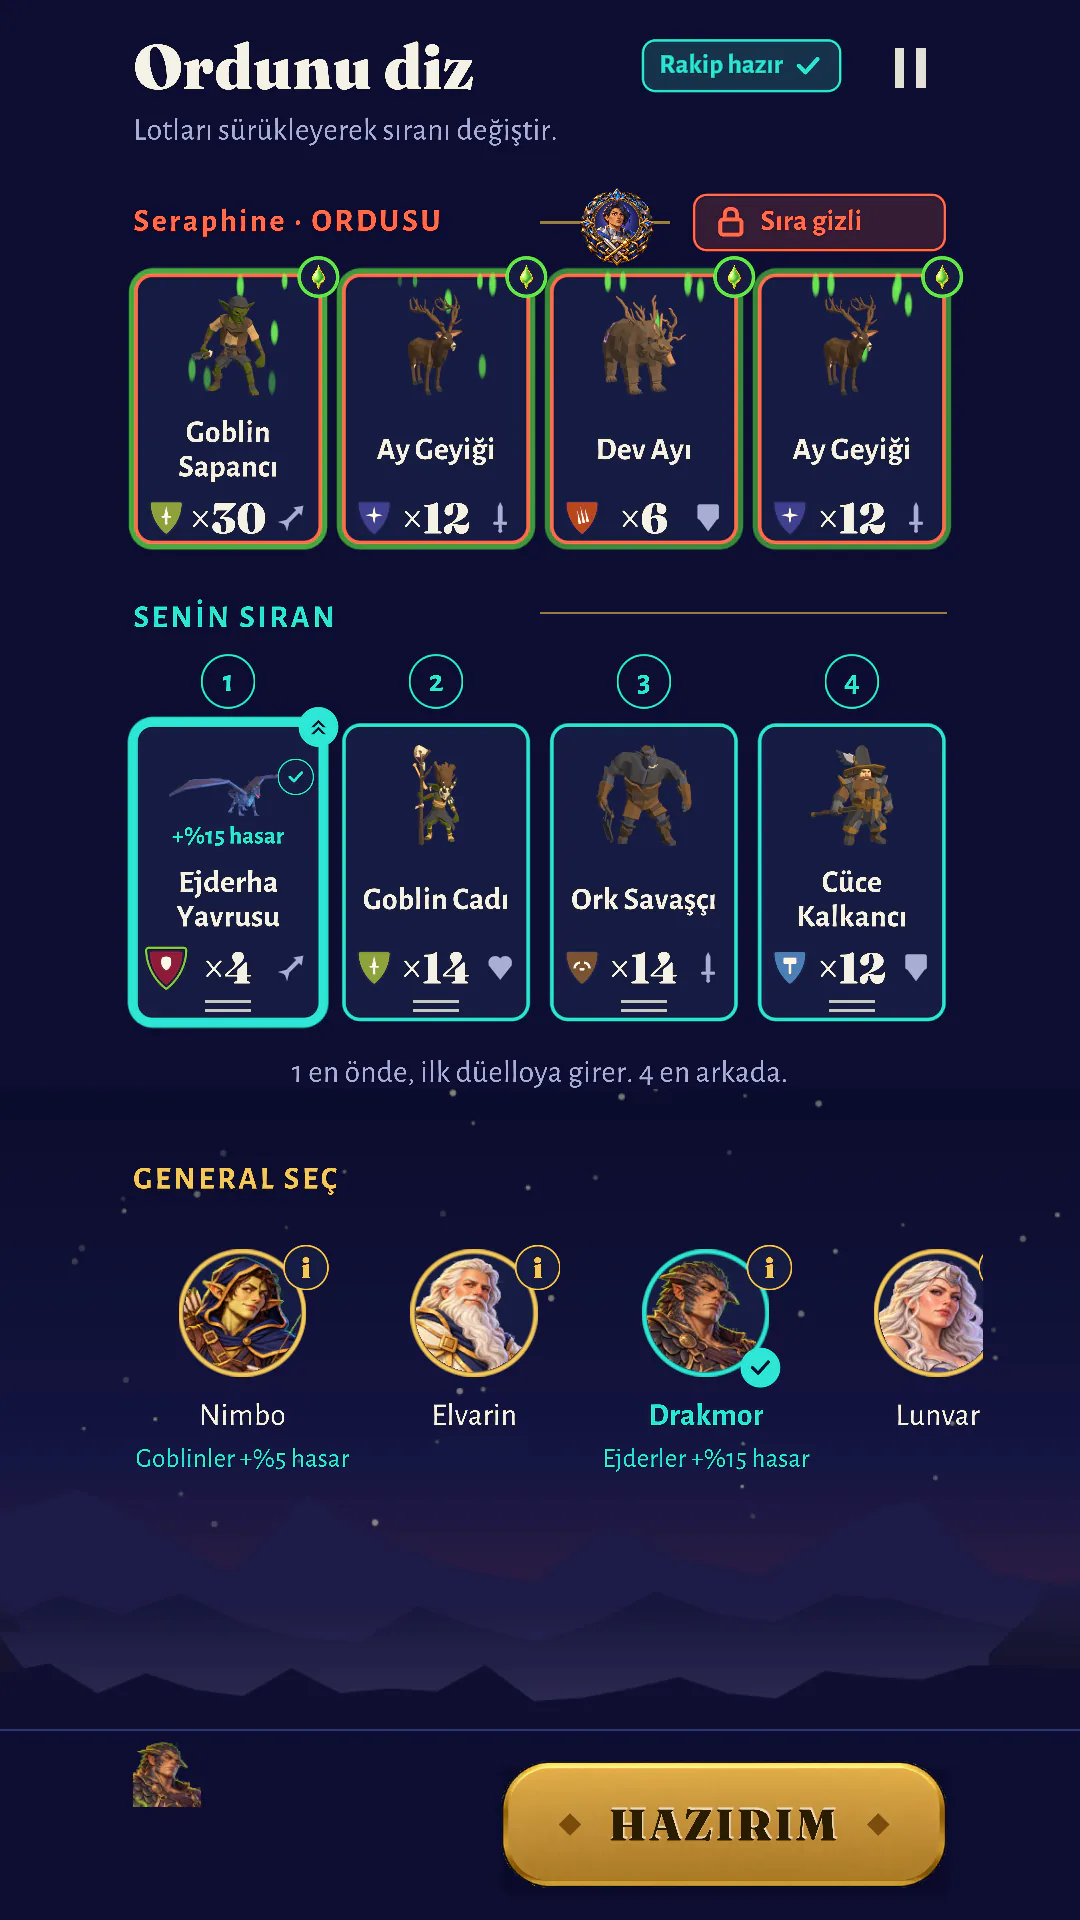 Ordunu diz
Rakip hazır
Lotları sürükleyerek sıranı değiştir.
Seraphine · ORDUSU
Sıra gizli
Goblin Sapancı
×30
Ay Geyiği
×12
Dev Ayı
×6
Ay Geyiği
×12
SENİN SIRAN
1
2
3
4
+%15 hasar
Ejderha Yavrusu
×4
Goblin Cadı
×14
Ork Savaşçı
×14
Cüce Kalkancı
×12
1 en önde, ilk düelloya girer. 4 en arkada.
GENERAL SEÇ
i
i
i
Nimbo
Elvarin
Drakmor
Lunvar
Goblinler +%5 hasar
Ejderler +%15 hasar
HAZIRIM